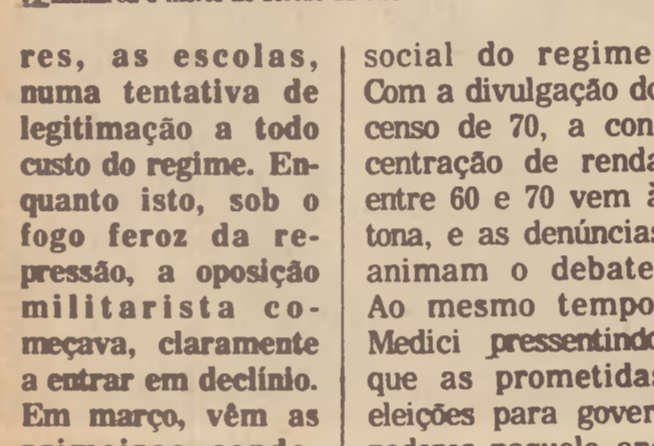 res, as escolas,
numa tentativa de
legitimação a todo
custo do regime. En-
quanto isto, sob o
fogo feroz da re-
pressão, a oposição
militarista co-
meçava, claramente
a entrar em declínio.
Em março, vêm as
social do regime
Com a divulgação do
censo de 70, a con
centração de renda
entre 60 e 70 vem à
tona, e as denúncias
animam o debate
Ao mesmo tempo
Medici pressentindo
que as prometidas
eleições para gover